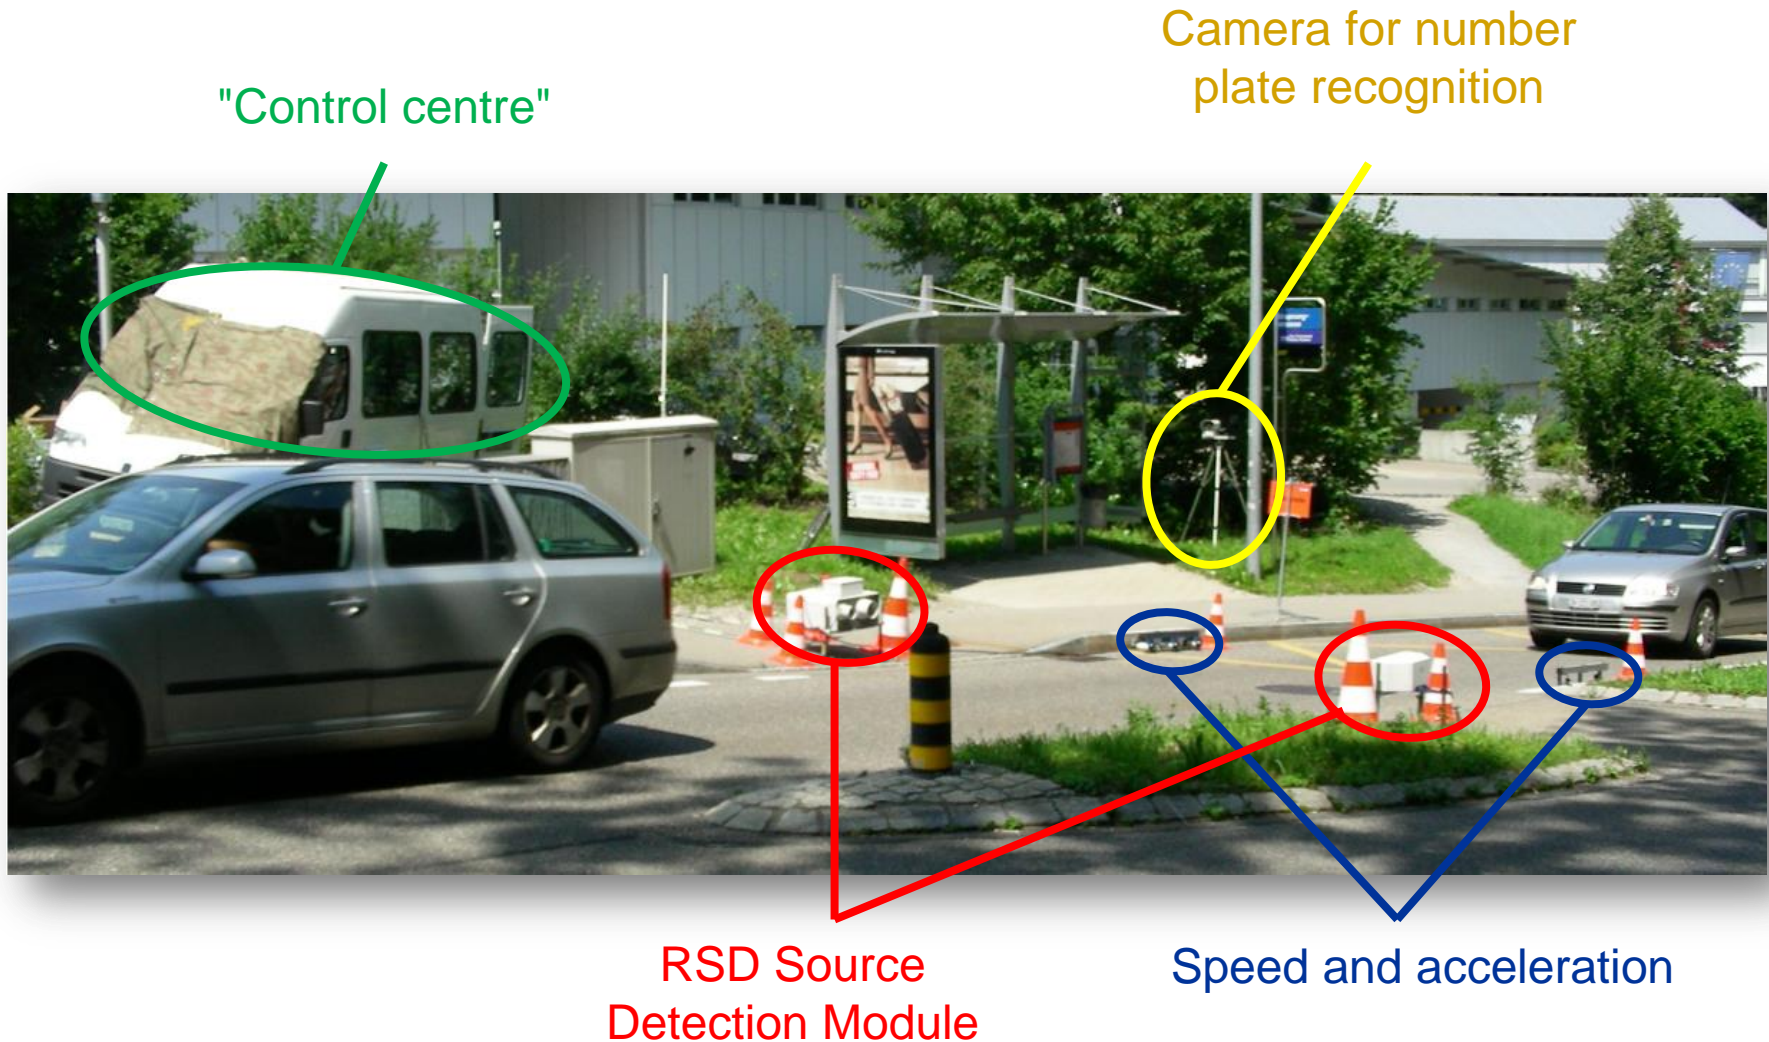 Camera for number
plate recognition
"Control centre"
RSD Source
Detection Module
Speed and acceleration